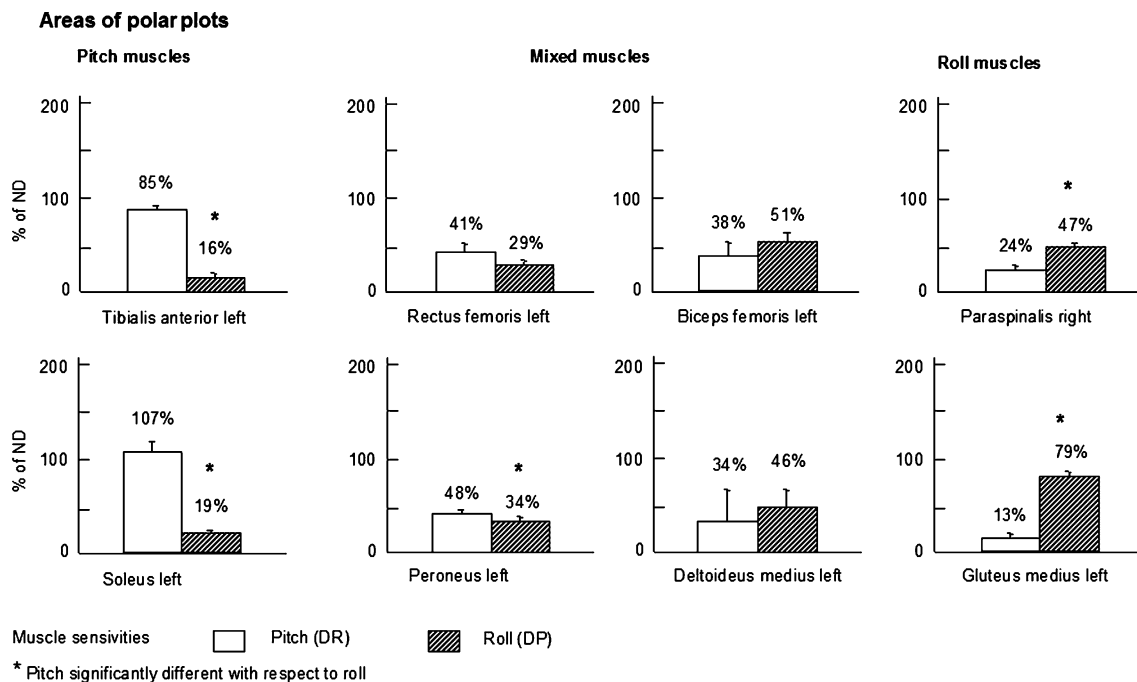 Areas of polar plots
Pitch muscles
Mixed muscles
Roll muscles
% of ND
200
100
0
85%
*
16%
Tibialis anterior left
200
100
0
41%
29%
Rectus femoris left
200
100
0
38%
51%
Biceps femoris left
200
100
0
24%
*
47%
Paraspinalis right
% of ND
200
100
0
107%
*
19%
Soleus left
200
100
0
48%
*
34%
Peroneus left
200
100
0
34%
46%
Deltoideus medius left
200
100
0
13%
*
79%
Gluteus medius left
Muscle sensivities Pitch (DR) Roll (DP)
* Pitch significantly different with respect to roll